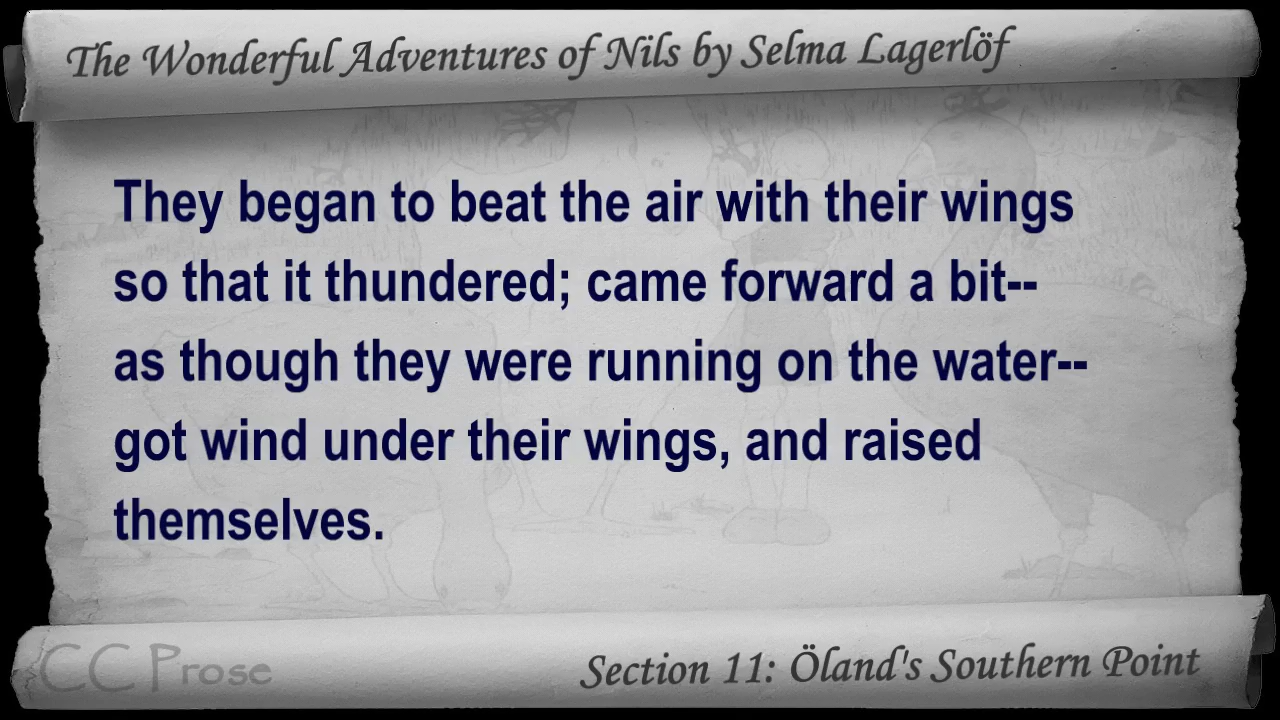 The Wonderful Adventures of Nils by Selma Lagerlöf
They began to beat the air with their wings
so that it thundered; came forward a bit--
as though they were running on the water--
got wind under their wings, and raised
themselves.
CC Prose
Section 11: Öland's Southern Point